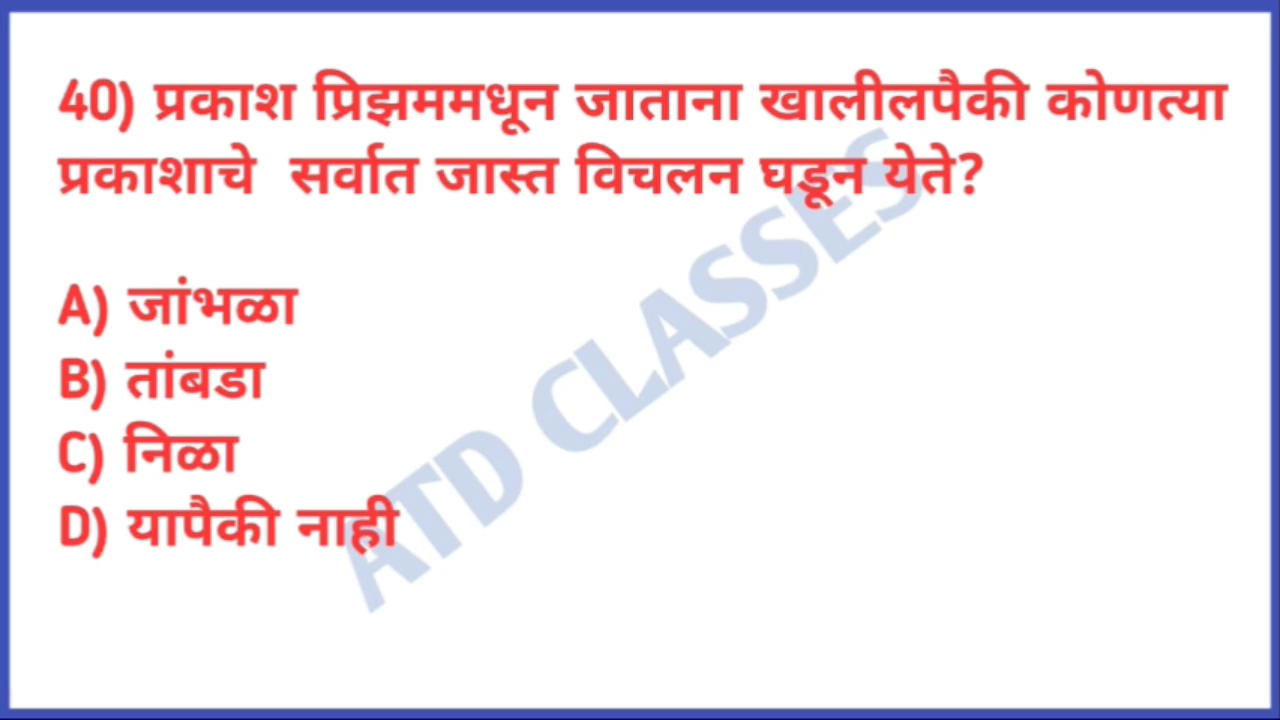 40) प्रकाश प्रिझममधून जाताना खालीलपैकी कोणत्या
प्रकाशाचे सर्वात जास्त विचलन घडून येते?
A) जांभळा
B) तांबडा
C) निळा
D) यापैकी नाही
ATD CLASSES